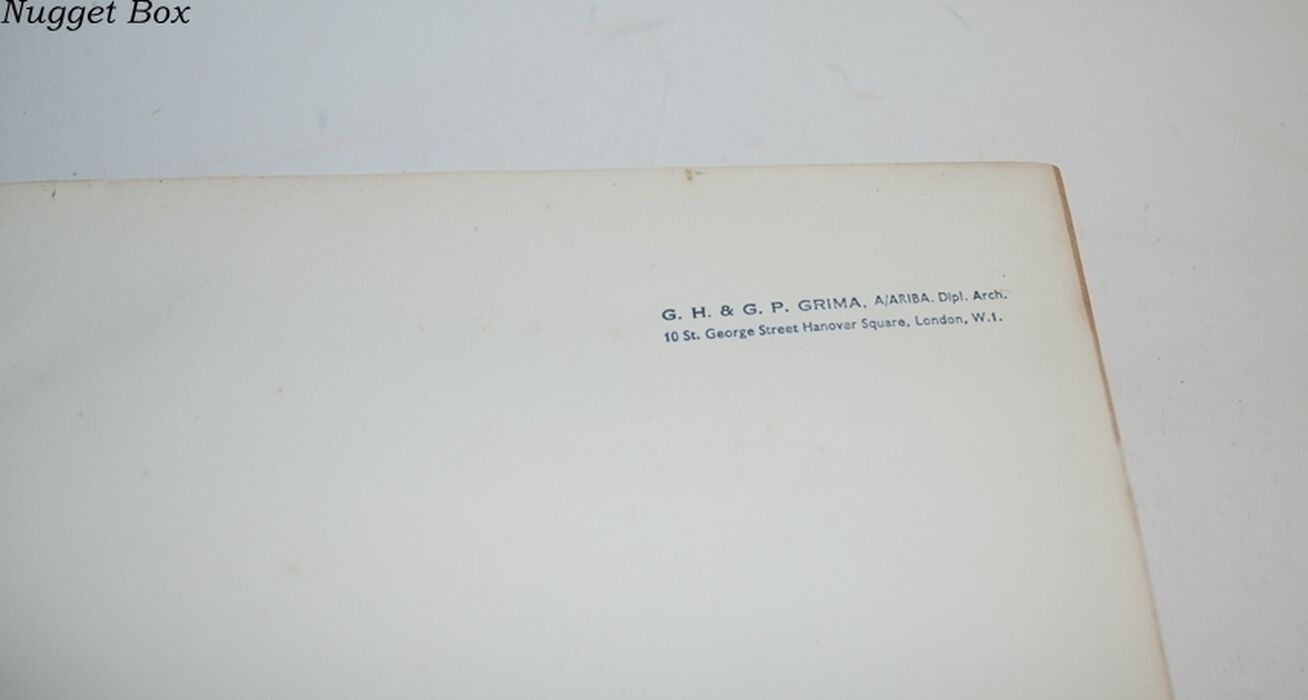 Nugget Box
G. H. & G. P. GRIMA, A/ARIBA. Dipl. Arch.
10 St. George Street Hanover Square, London, W.1.